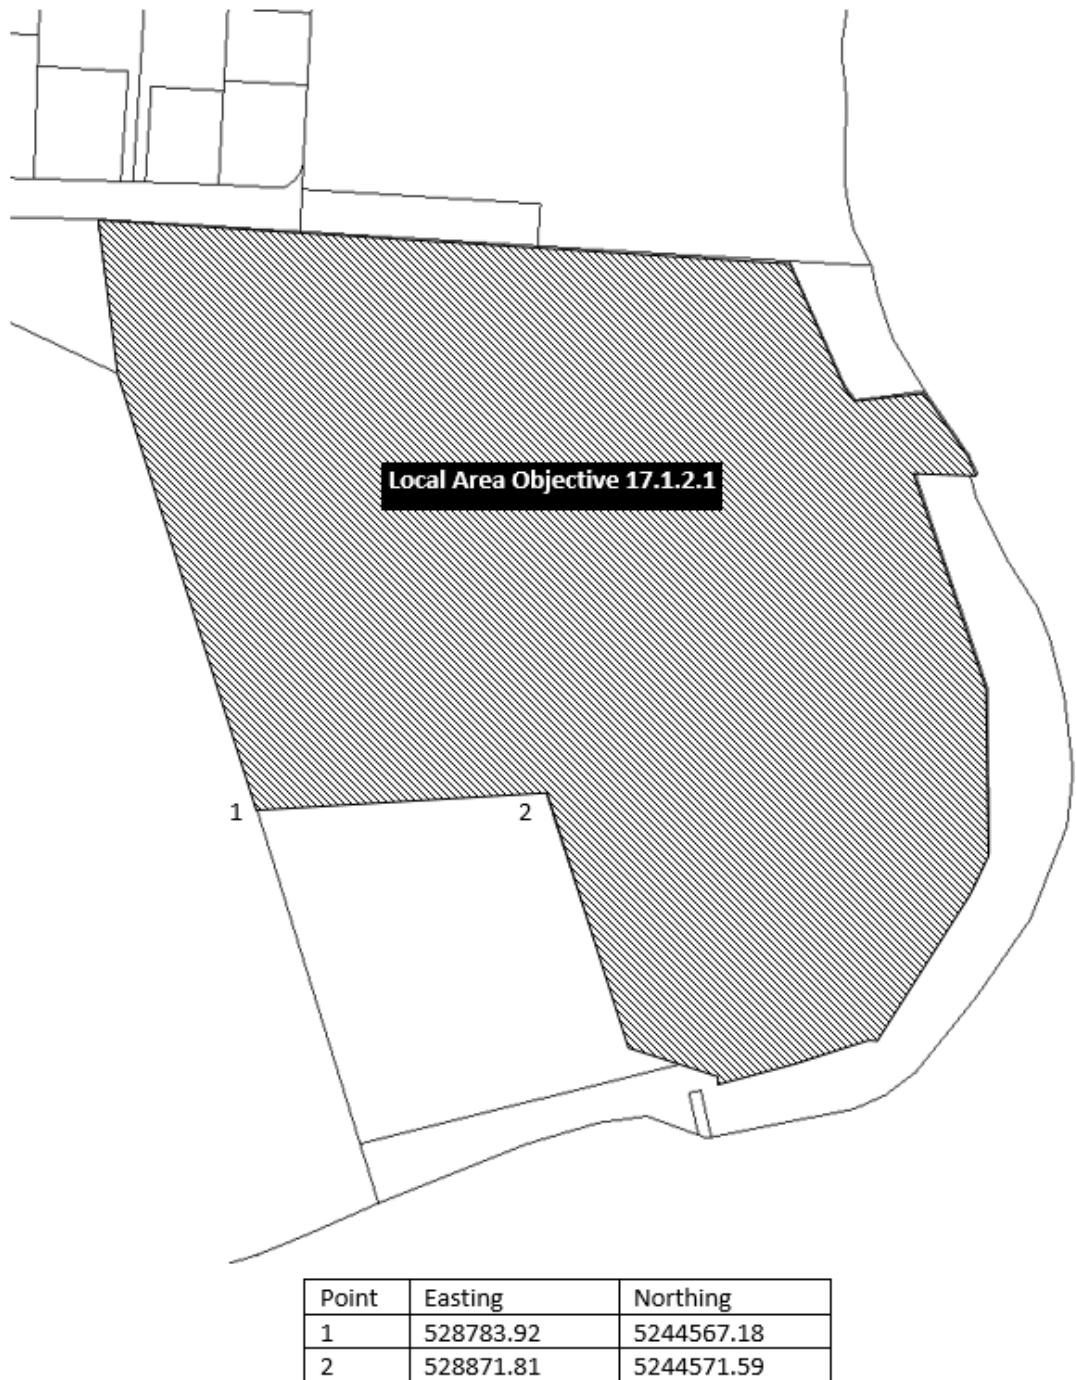 Local Area Objective 17.1.2.1
1 2
Point Easting Northing
1 528783.92 5244567.18
2 528871.81 5244571.59